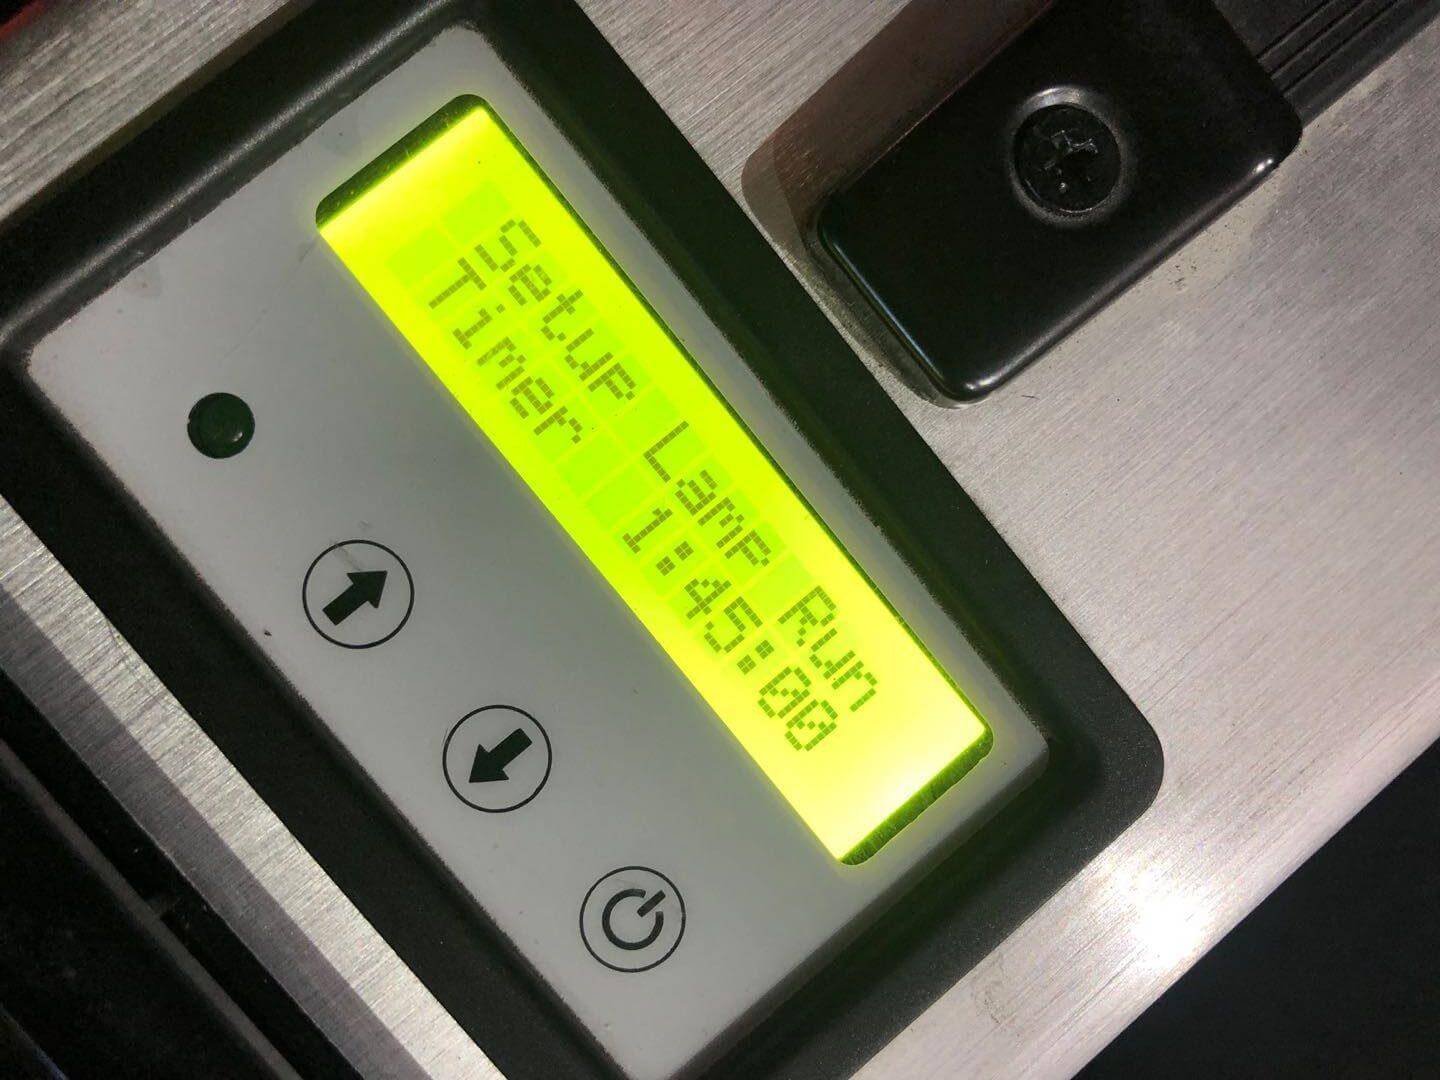 Setup Lamp Run
Timer 1:45:00